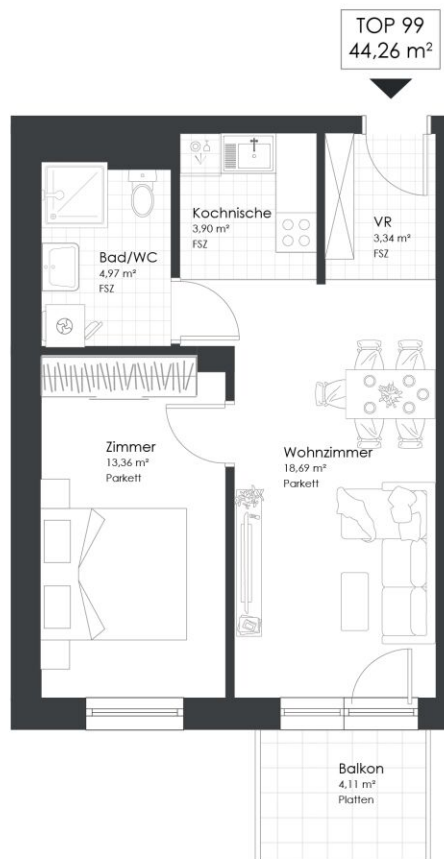 TOP 99
44,26 m²
Kochnische
3,90 m²
FSZ
VR
3,34 m²
FSZ
Bad/WC
4,97 m²
FSZ
Zimmer
13,36 m²
Parkett
Wohnzimmer
18,69 m²
Parkett
Balkon
4,11 m²
Platten